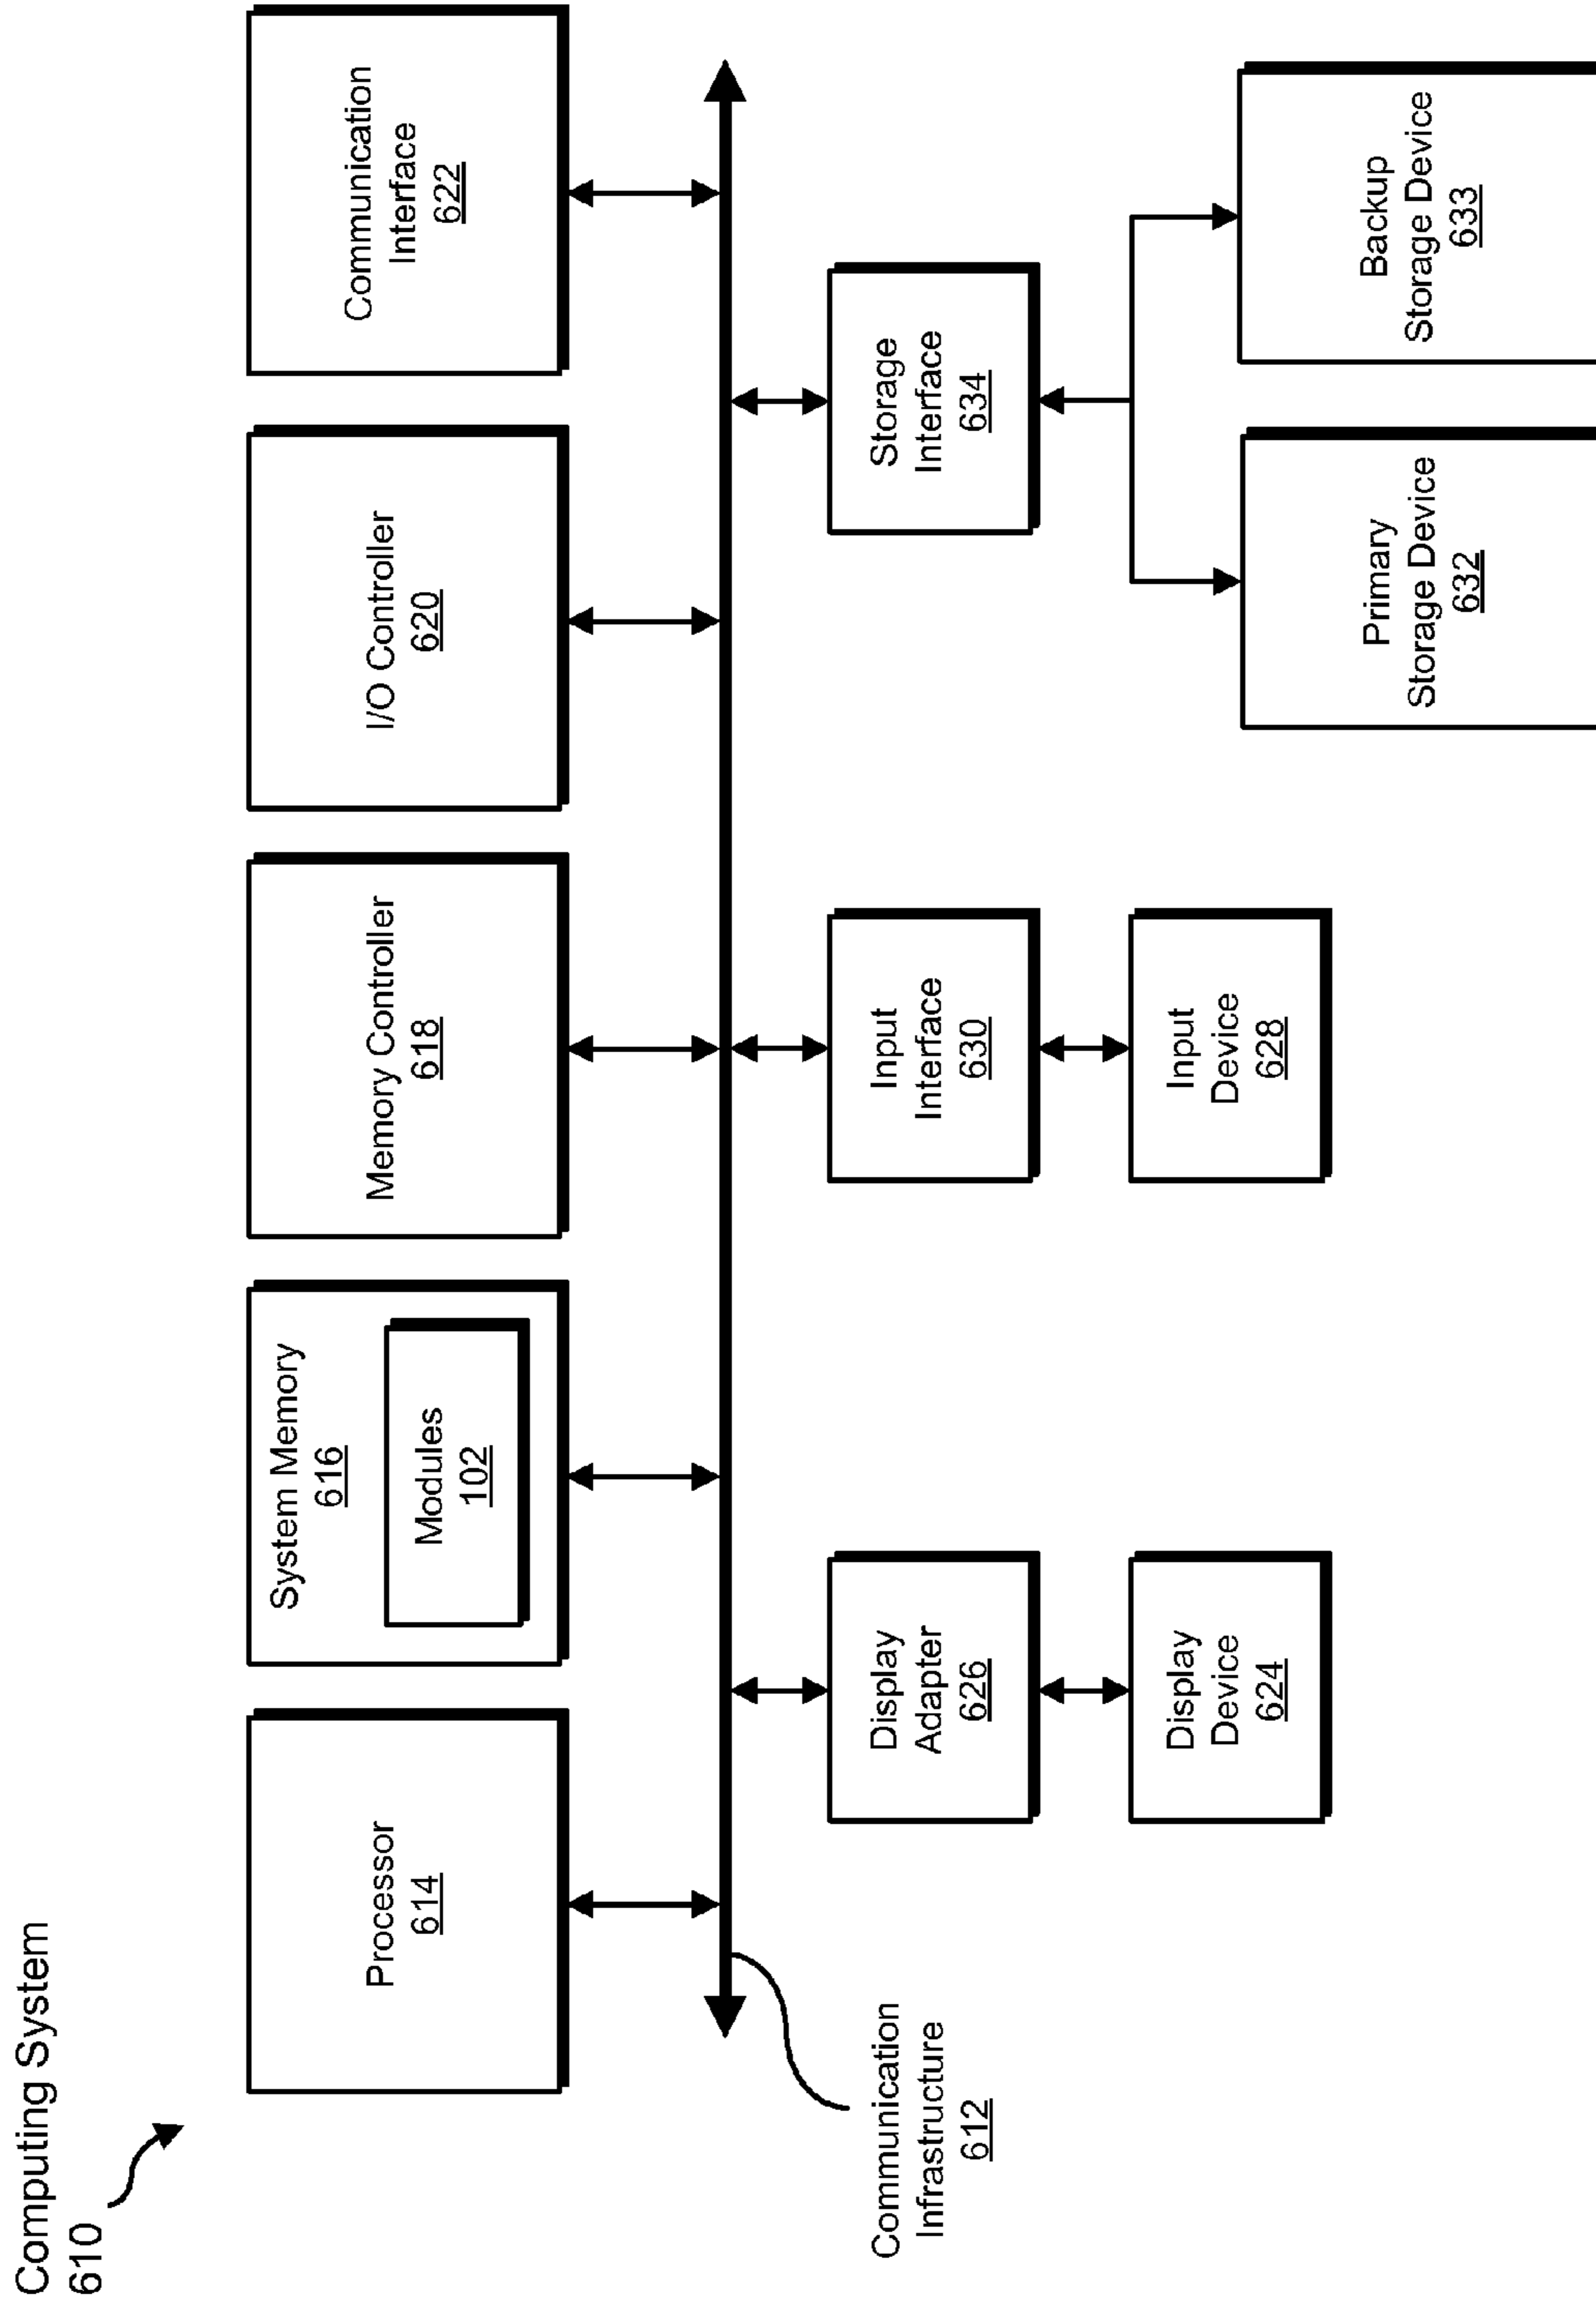 Computing System
610
Processor
614
System Memory
616
Modules
102
Memory Controller
618
I/O Controller
620
Communication
Interface
622
Communication
Infrastructure
612
Display
Adapter
626
Input
Interface
630
Storage
Interface
634
Display
Device
624
Input
Device
628
Primary
Storage Device
632
Backup
Storage Device
633